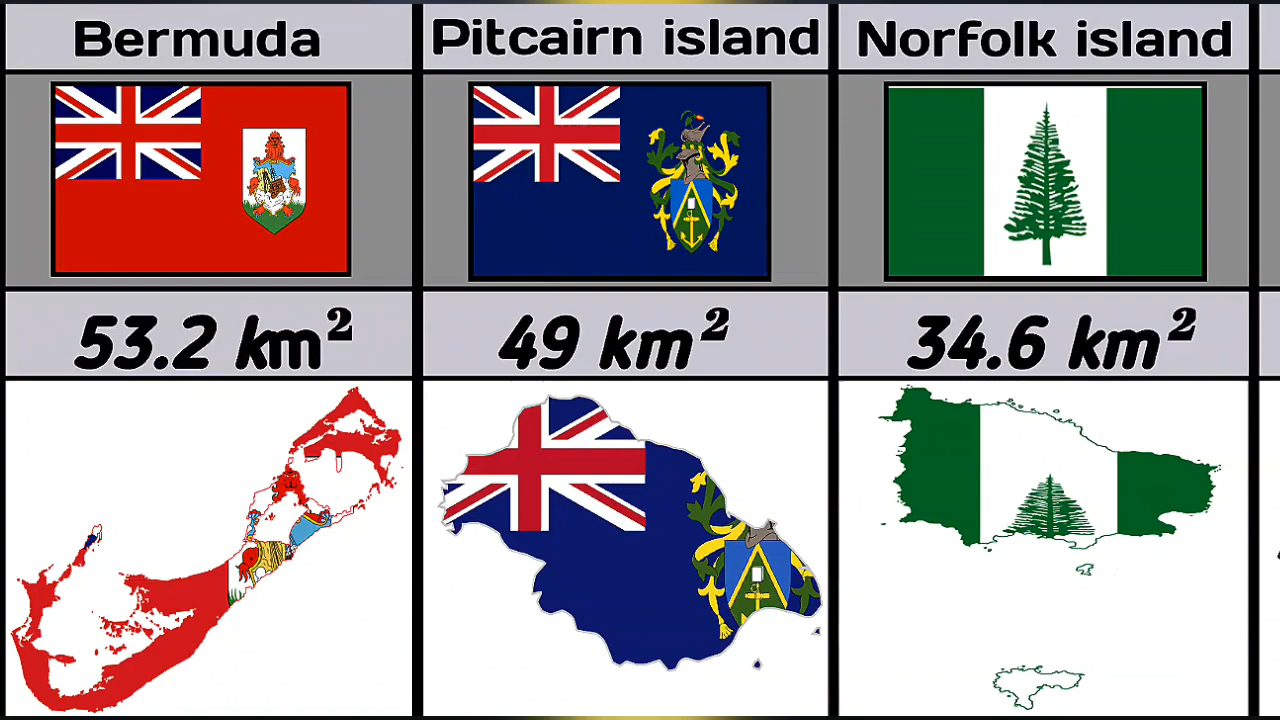 Bermuda
Pitcairn island
Norfolk island
53.2 km²
49 km²
34.6 km²